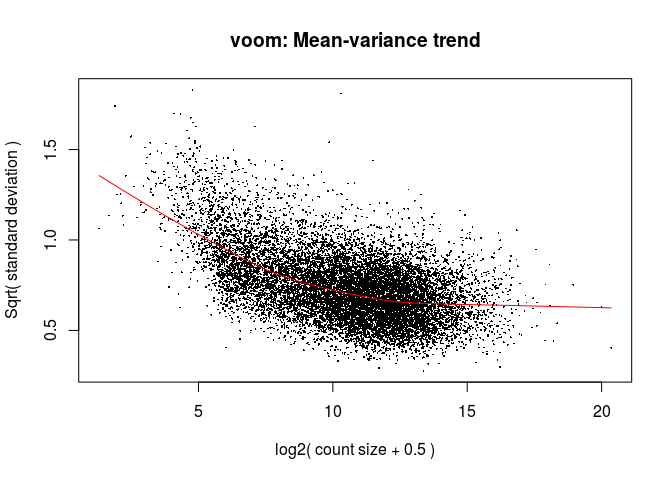 voom: Mean-variance trend
Sqrt( standard deviation )
1.5
1.0
0.5
5 10 15 20
log2( count size + 0.5 )